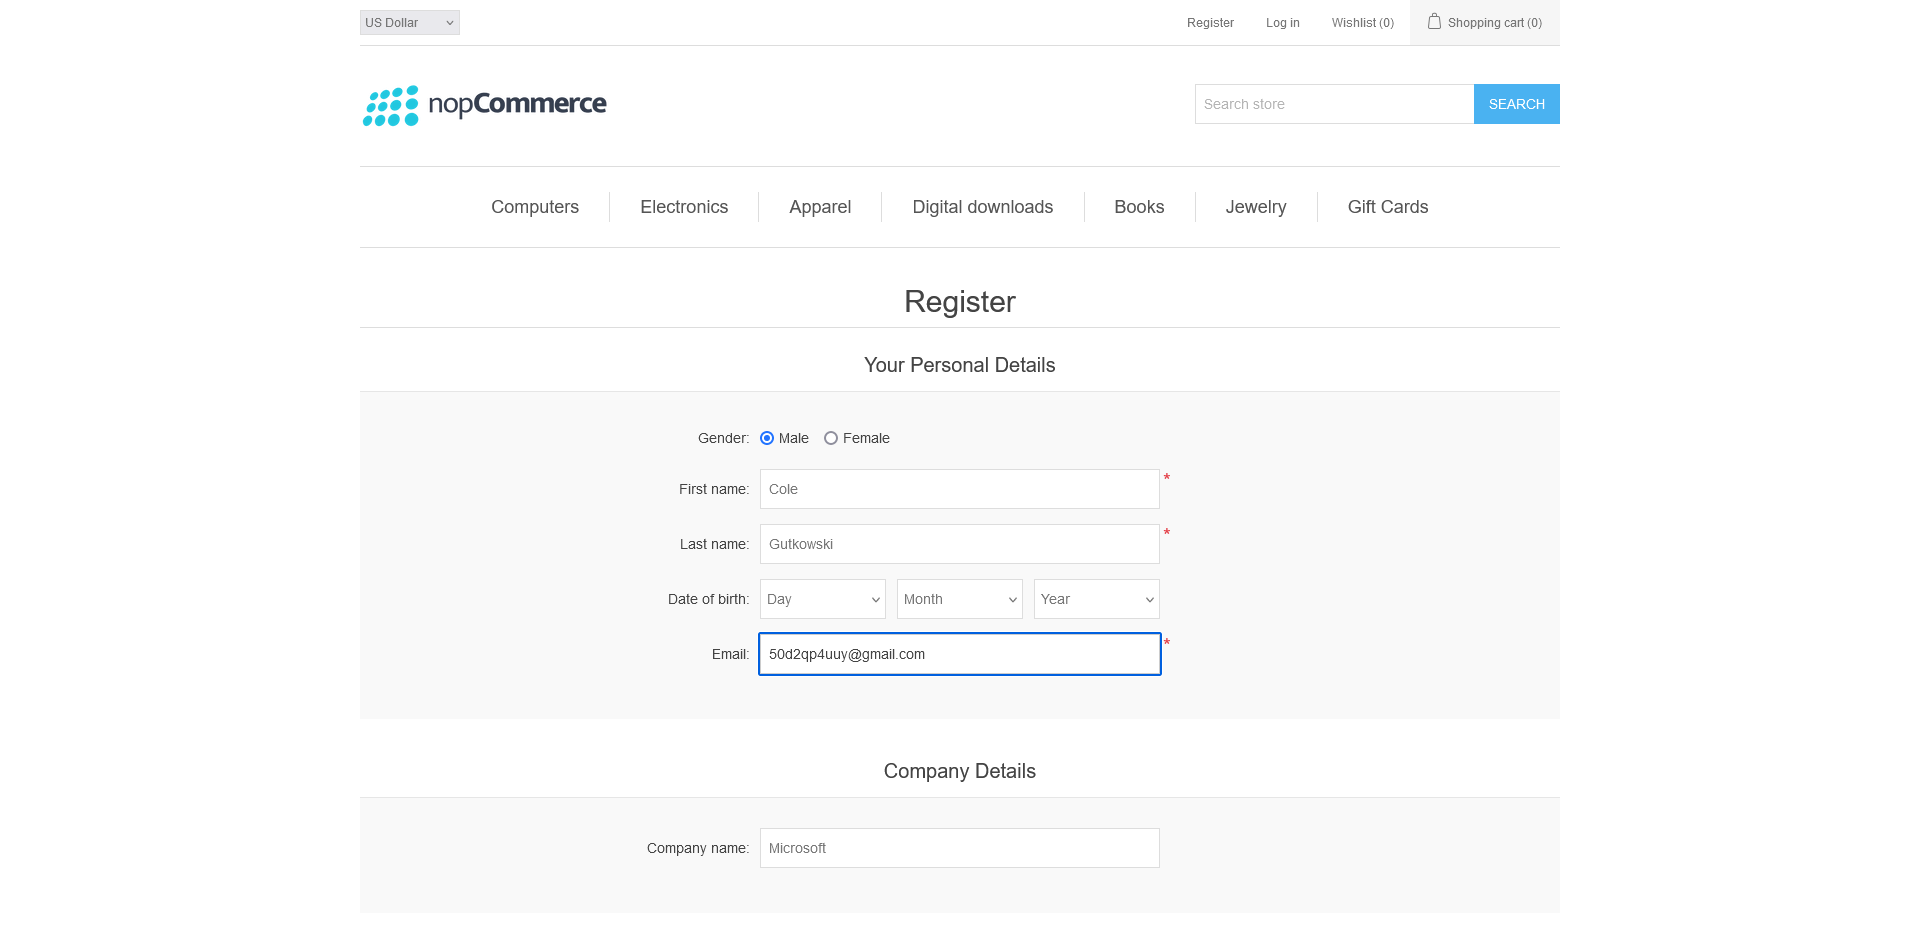 US Dollar
Register
Log in
Wishlist (0)
Shopping cart (0)
nopCommerce
Search store
SEARCH
Computers
Electronics
Apparel
Digital downloads
Books
Jewelry
Gift Cards
Register
Your Personal Details
Gender: Male Female
First name: Cole *
Last name: Gutkowski *
Date of birth: Day Month Year
Email: 50d2qp4uuy@gmail.com *
Company Details
Company name: Microsoft